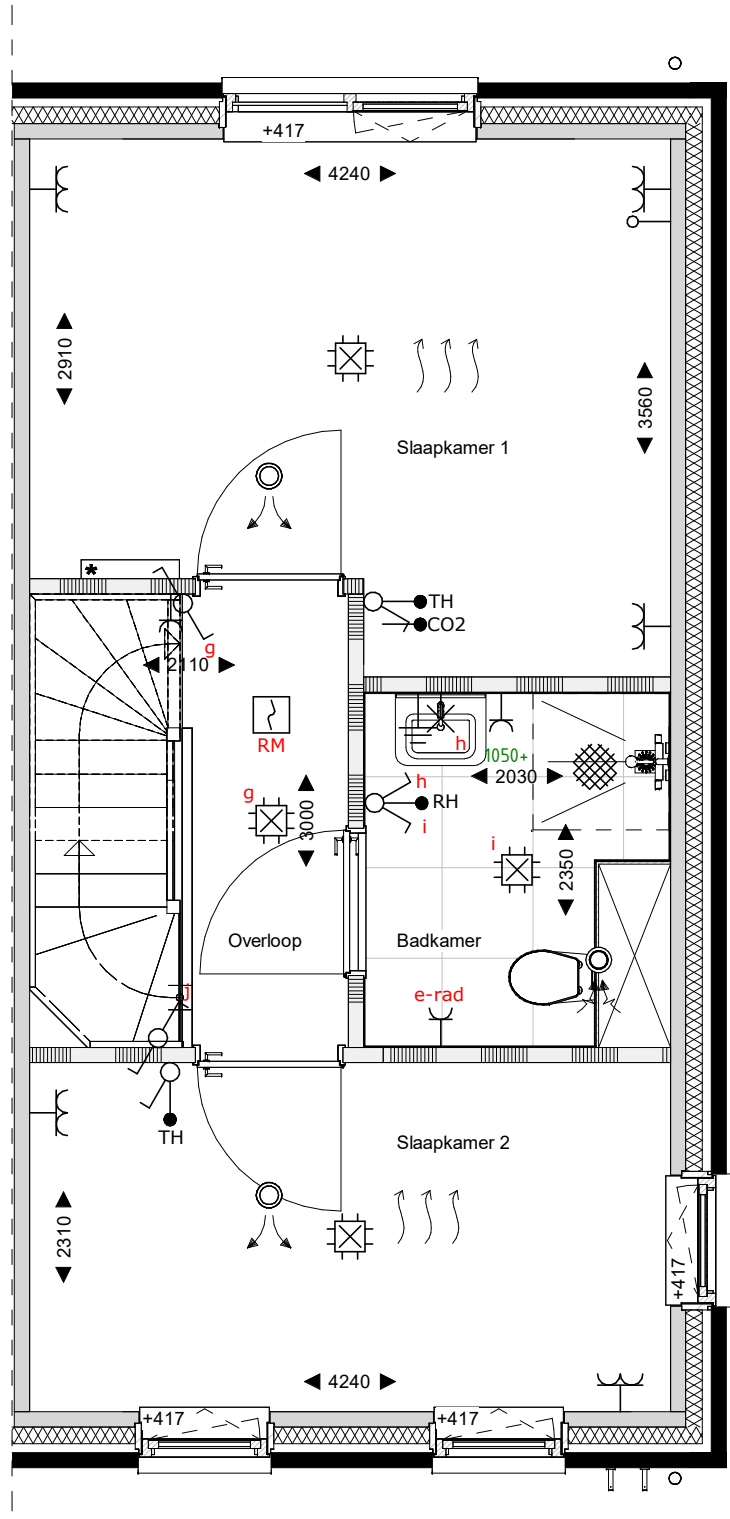 +417
4240
2910
3560
Slaapkamer 1
*
TH
CO2
g
2110
RM
h
1050+
2030
h
g
RH
3000
i
i
2350
Overloop
Badkamer
e-rad
j
TH
Slaapkamer 2
2310
+417
4240
+417
+417